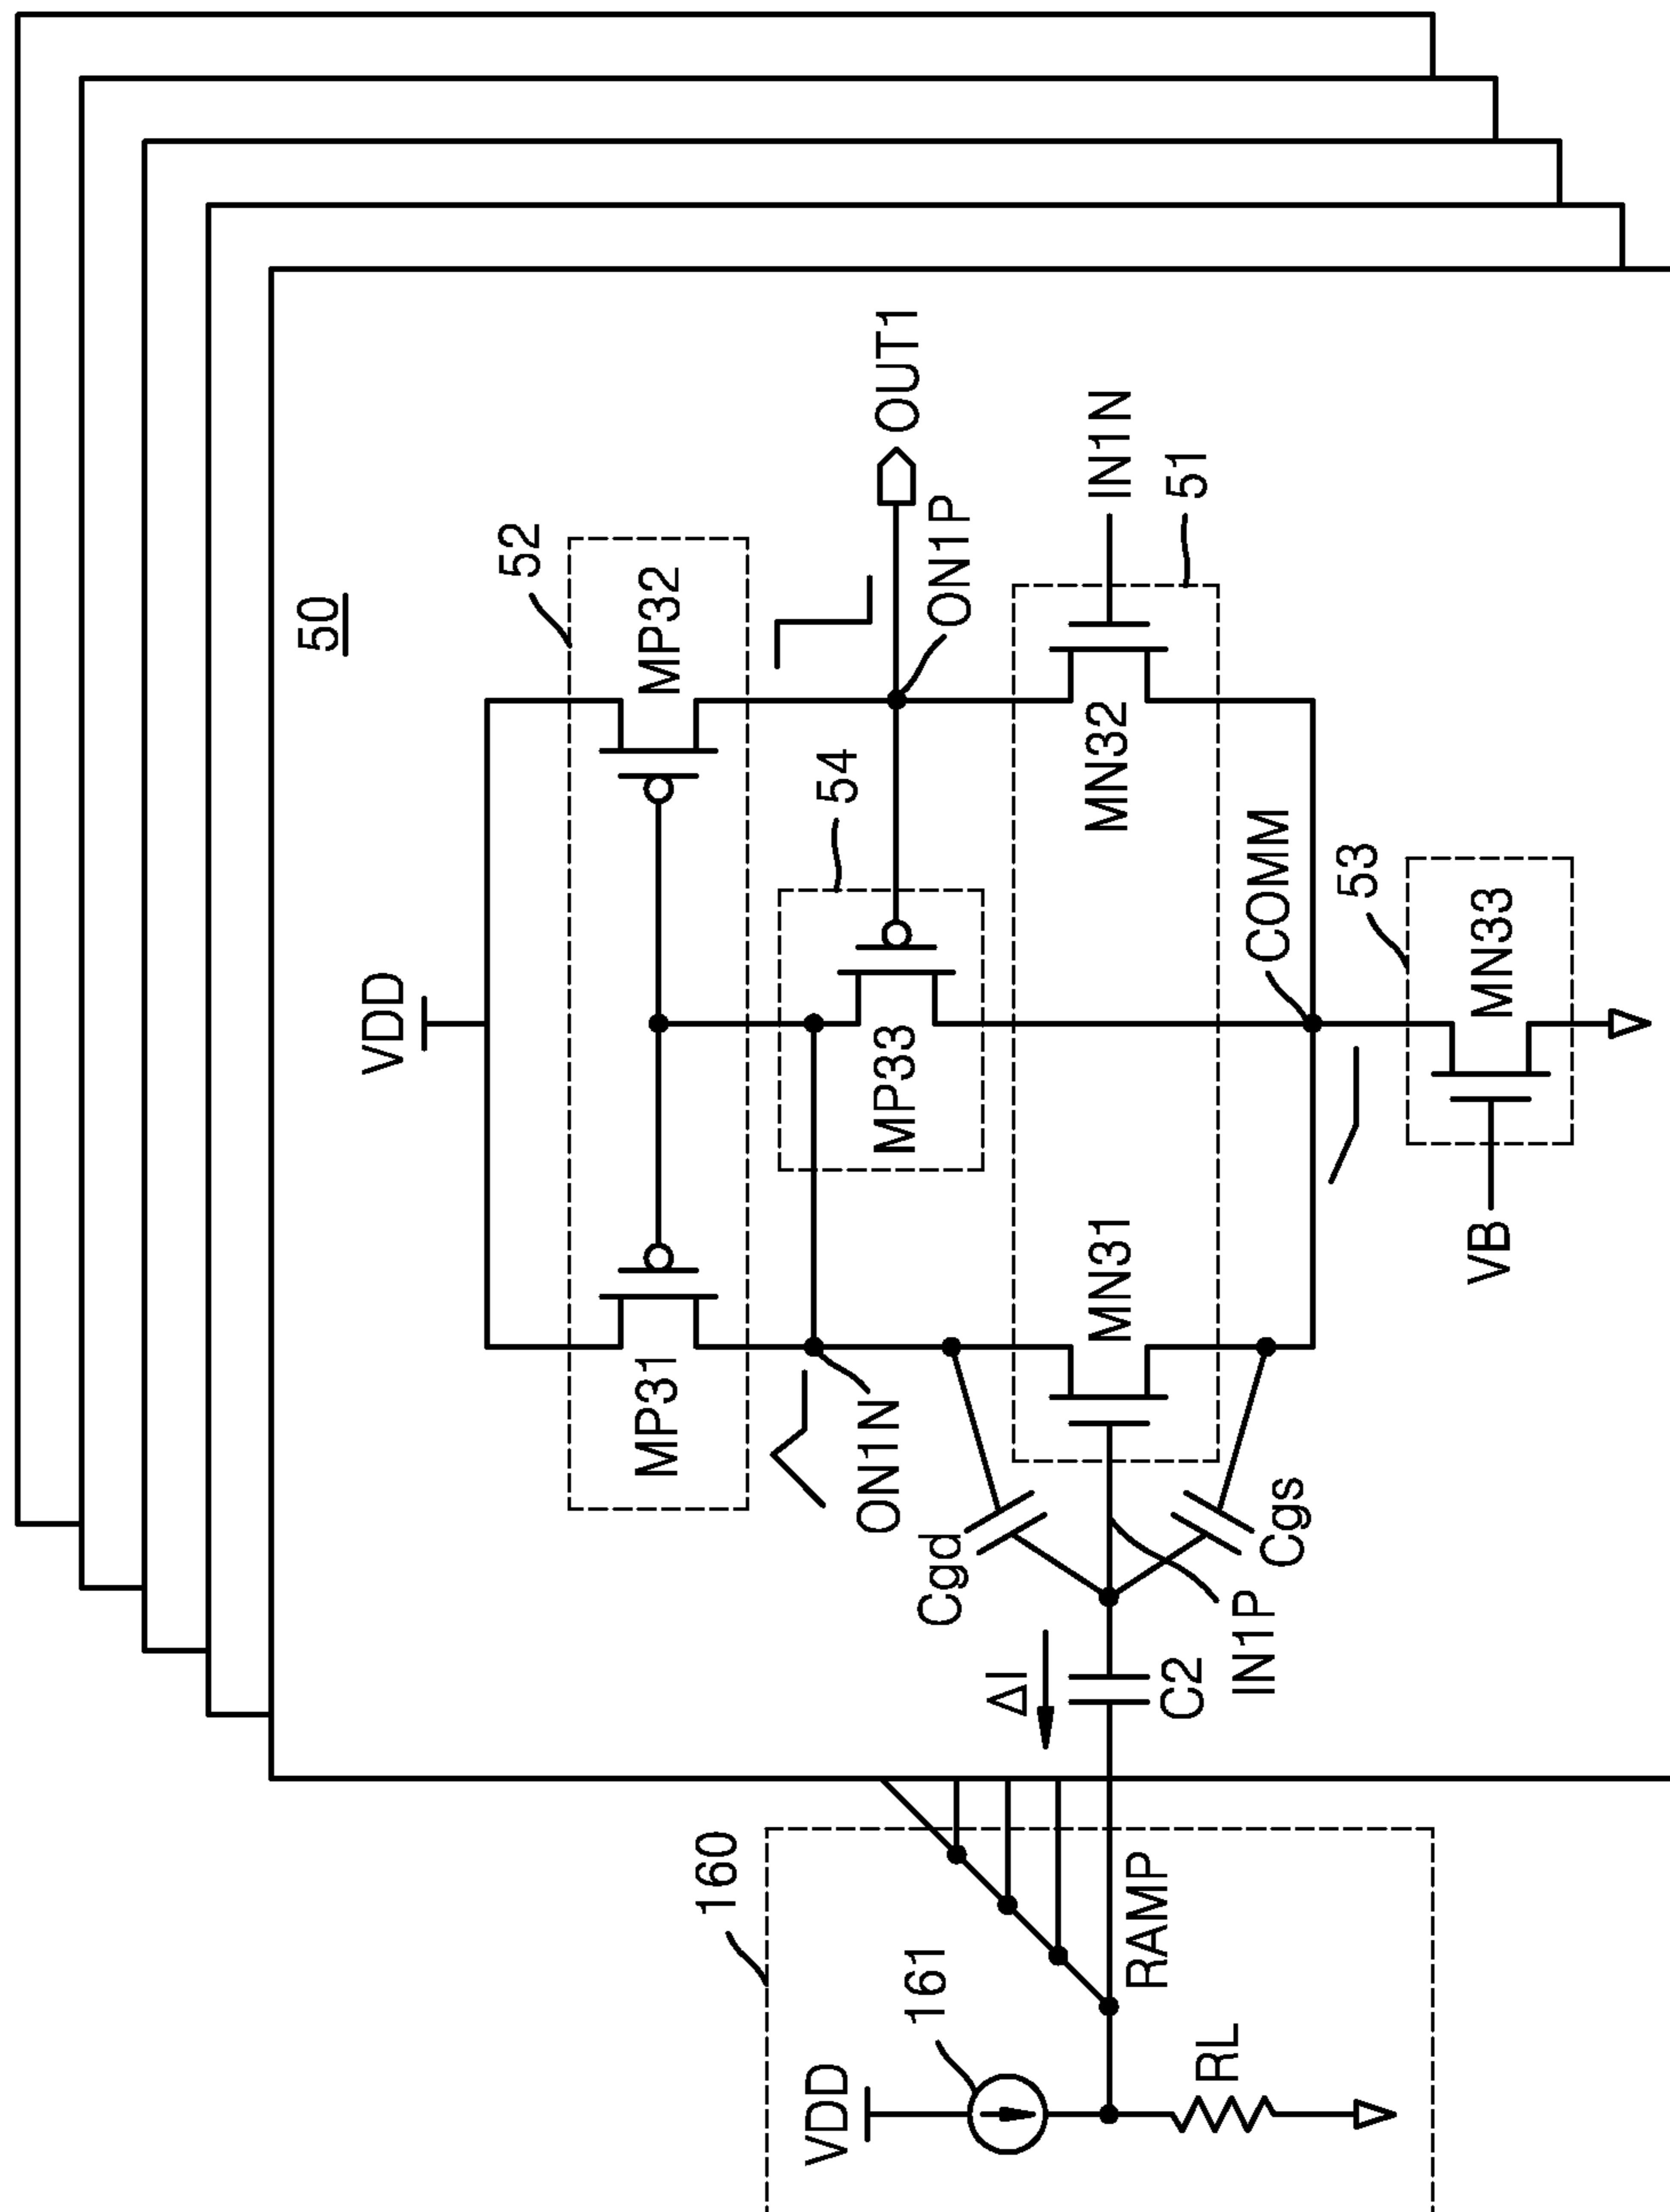 50
VDD
52
MP31
MP32
54
ON1N
MP33
ON1P
OUT1
Cgd
MN31
MN32
IN1N
51
ΔI
C2
IN1P
Cgs
COMM
53
VB
MN33
160
VDD
161
RAMP
RL